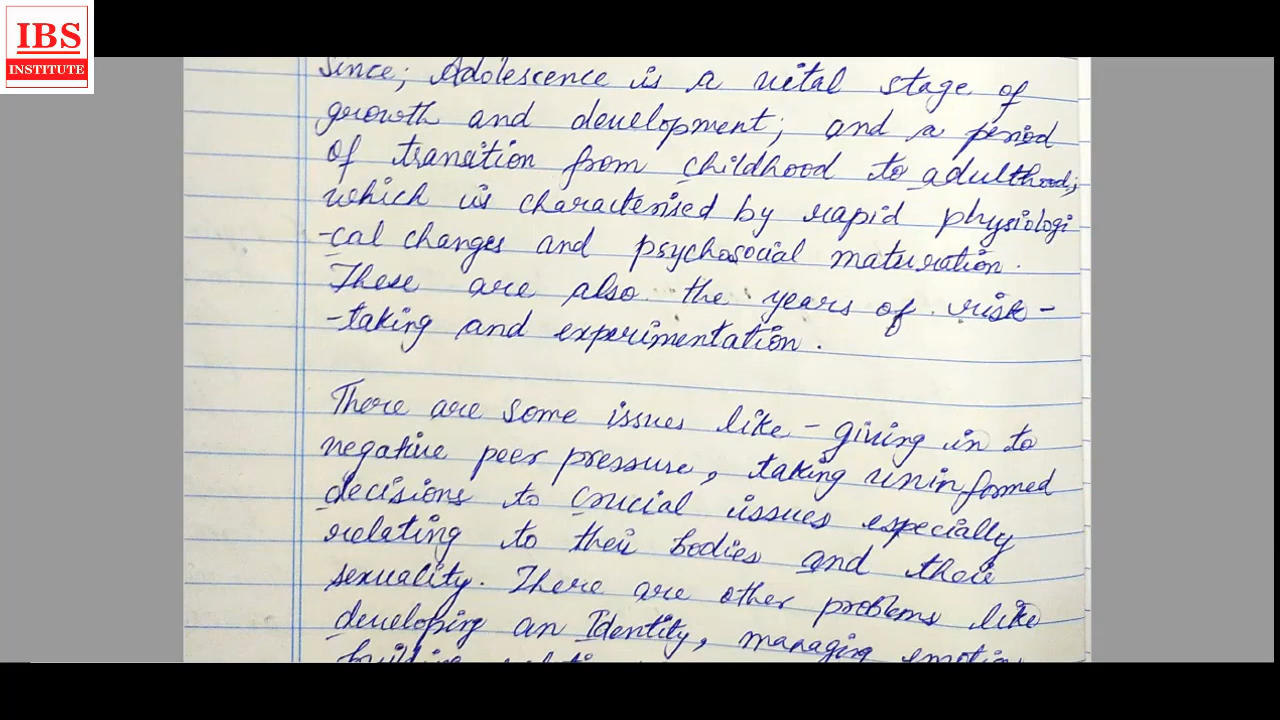 IBS
INSTITUTE
Since; Adolescence is a vital stage of
growth and development; and a period
of transition from childhood to adulthood;
which is characterised by rapid physiologi
-cal changes and psychosocial maturation.
These are also the years of risk-
-taking and experimentation.
There are some issues like - giving in to
negative peer pressure, taking uninformed
decisions to crucial issues especially
relating to their bodies and their
sexuality. There are other problems like
developing an Identity, managing emotion
building